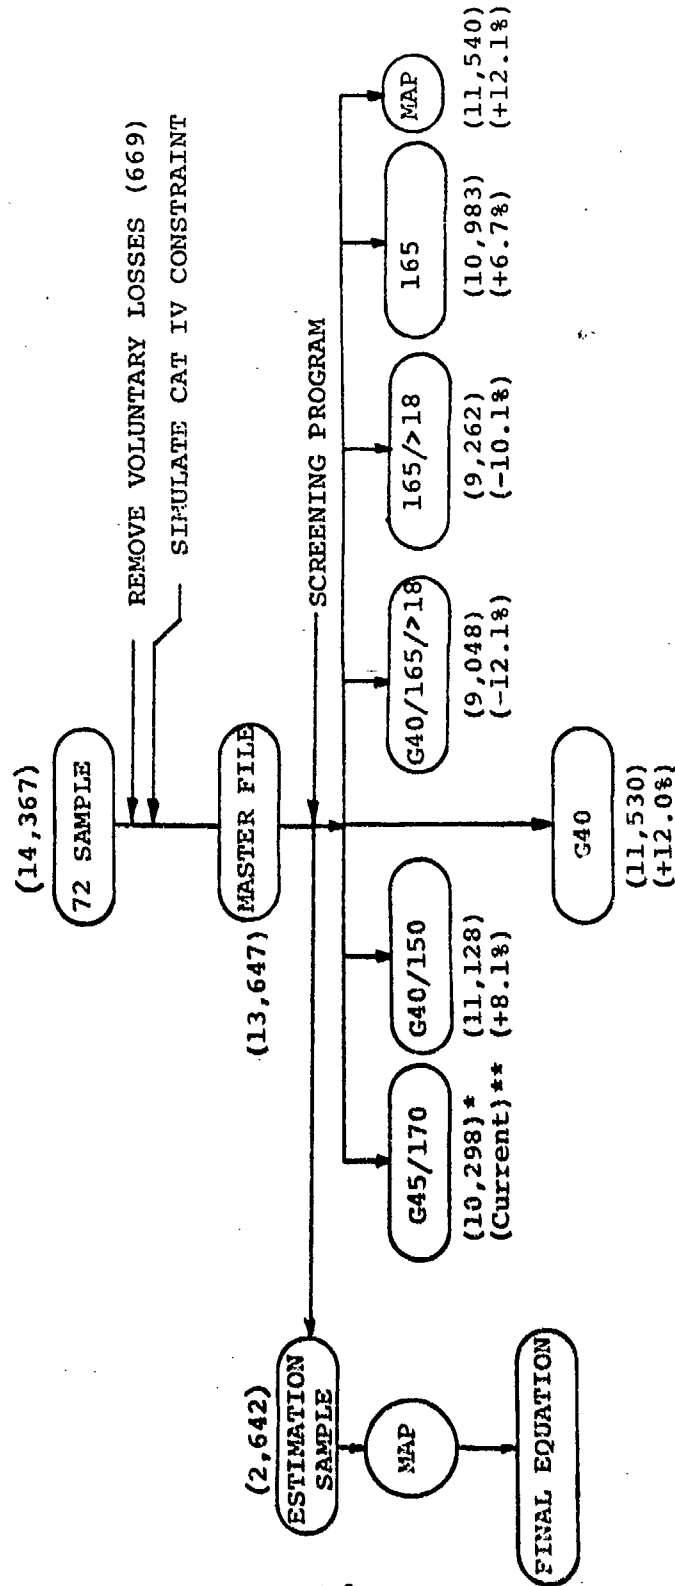 (14,367)
72 SAMPLE
REMOVE VOLUNTARY LOSSES (669)
SIMULATE CAT IV CONSTRAINT
MASTER FILE
(13,647)
SCREENING PROGRAM
(2,642)
ESTIMATION
SAMPLE
MAP
FINAL EQUATION
G45/170
(10,298)*
(Current)**
G40/150
(11,128)
(+8.1%)
G40
(11,530)
(+12.0%)
G40/165/>18
(9,048)
(-12.1%)
165/>18
(9,262)
(-10.1%)
165
(10,983)
(+6.7%)
MAP
(11,540)
(+12.1%)